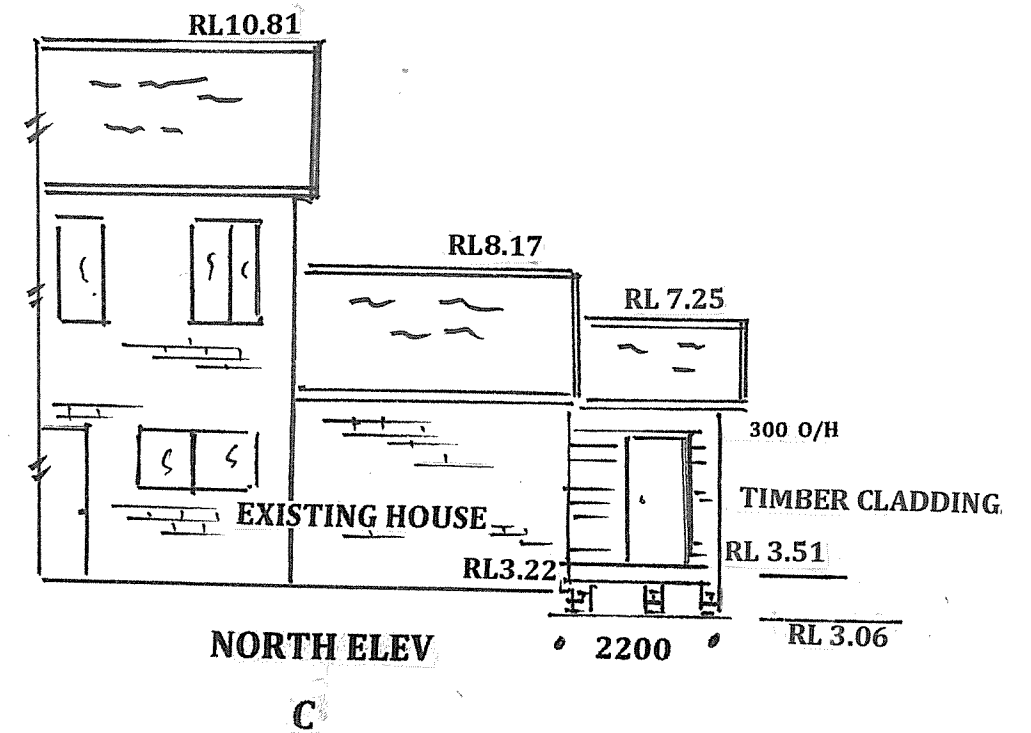 RL10.81
RL8.17
RL 7.25
300 O/H
TIMBER CLADDING
EXISTING HOUSE
RL 3.51
RL3.22
RL 3.06
NORTH ELEV
2200
C